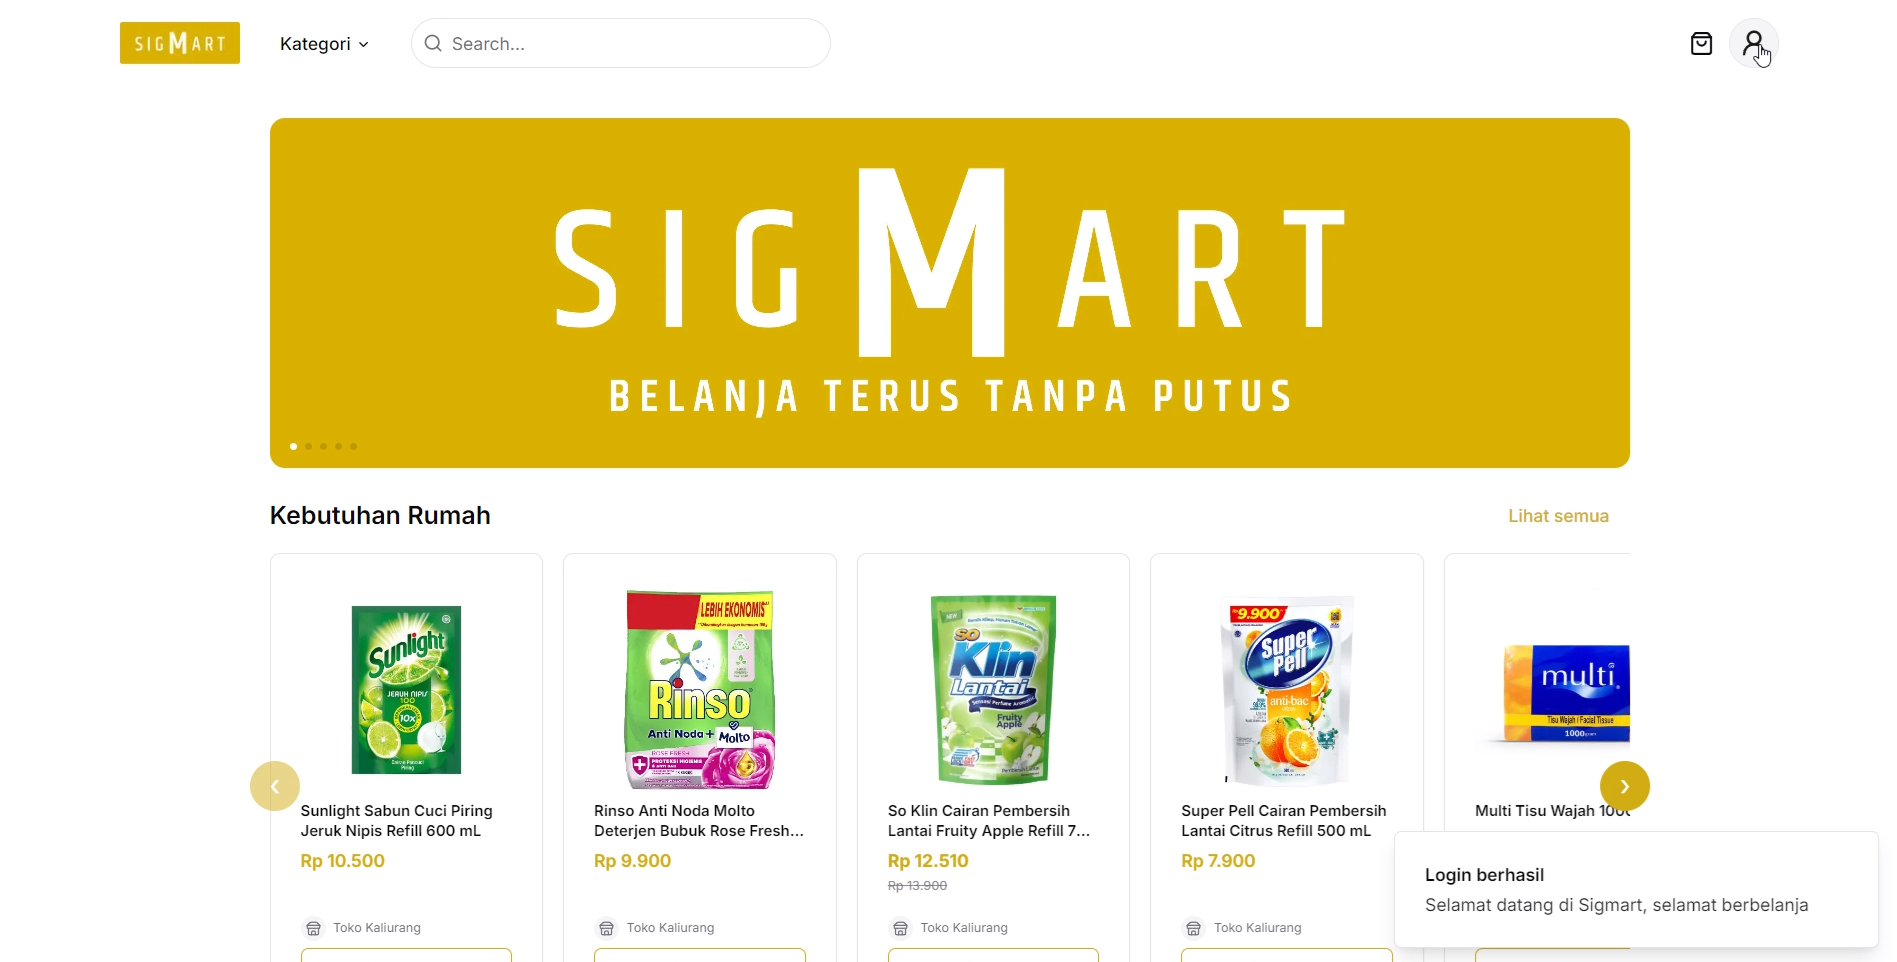 SIGMART
Kategori
Search...
SIGMART
BELANJA TERUS TANPA PUTUS
Kebutuhan Rumah
Lihat semua
Sunlight
JERUK NIPIS
100
10x
LEBIH EKONOMIS
Rinso
Anti Noda + Molto
ROSE FRESH
NEW
SO
Klin
Lantai
Fruity
Apple
9.900
Super
Pell
anti-bac
multi
Tisu Wajah / Facial Tissue
1000gram
Sunlight Sabun Cuci Piring
Jeruk Nipis Refill 600 mL
Rp 10.500
Toko Kaliurang
Rinso Anti Noda Molto
Deterjen Bubuk Rose Fresh...
Rp 9.900
Toko Kaliurang
So Klin Cairan Pembersih
Lantai Fruity Apple Refill 7...
Rp 12.510
Rp 13.900
Toko Kaliurang
Super Pell Cairan Pembersih
Lantai Citrus Refill 500 mL
Rp 7.900
Toko Kaliurang
Multi Tisu Wajah
Login berhasil
Selamat datang di Sigmart, selamat berbelanja